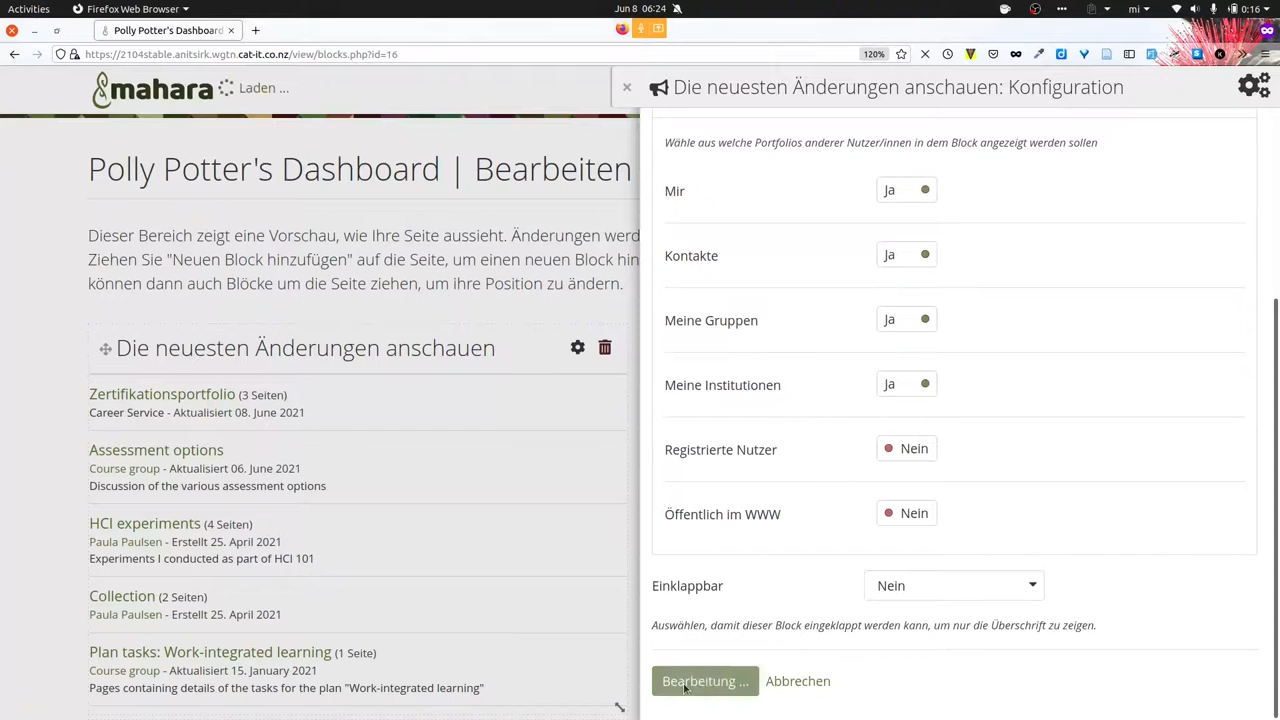 Activities
Firefox Web Browser
Jun 8 06:24
mi
0:16
Polly Potter's Dashboard
https://2104stable.anitsirk.wgtn.cat-it.co.nz/view/blocks.php?id=16
120%
mahara
Laden ...
Polly Potter's Dashboard | Bearbeiten
Dieser Bereich zeigt eine Vorschau, wie Ihre Seite aussieht. Änderungen werd
Ziehen Sie "Neuen Block hinzufügen" auf die Seite, um einen neuen Block hin
können dann auch Blöcke um die Seite ziehen, um ihre Position zu ändern.
Die neuesten Änderungen anschauen
Zertifikationsportfolio (3 Seiten)
Career Service - Aktualisiert 08. June 2021
Assessment options
Course group - Aktualisiert 06. June 2021
Discussion of the various assessment options
HCI experiments (4 Seiten)
Paula Paulsen - Erstellt 25. April 2021
Experiments I conducted as part of HCI 101
Collection (2 Seiten)
Paula Paulsen - Erstellt 25. April 2021
Plan tasks: Work-integrated learning (1 Seite)
Course group - Aktualisiert 15. January 2021
Pages containing details of the tasks for the plan "Work-integrated learning"
Die neuesten Änderungen anschauen: Konfiguration
Wähle aus welche Portfolios anderer Nutzer/innen in dem Block angezeigt werden sollen
Mir Ja
Kontakte Ja
Meine Gruppen Ja
Meine Institutionen Ja
Registrierte Nutzer Nein
Öffentlich im WWW Nein
Einklappbar Nein
Auswählen, damit dieser Block eingeklappt werden kann, um nur die Überschrift zu zeigen.
Bearbeitung ... Abbrechen